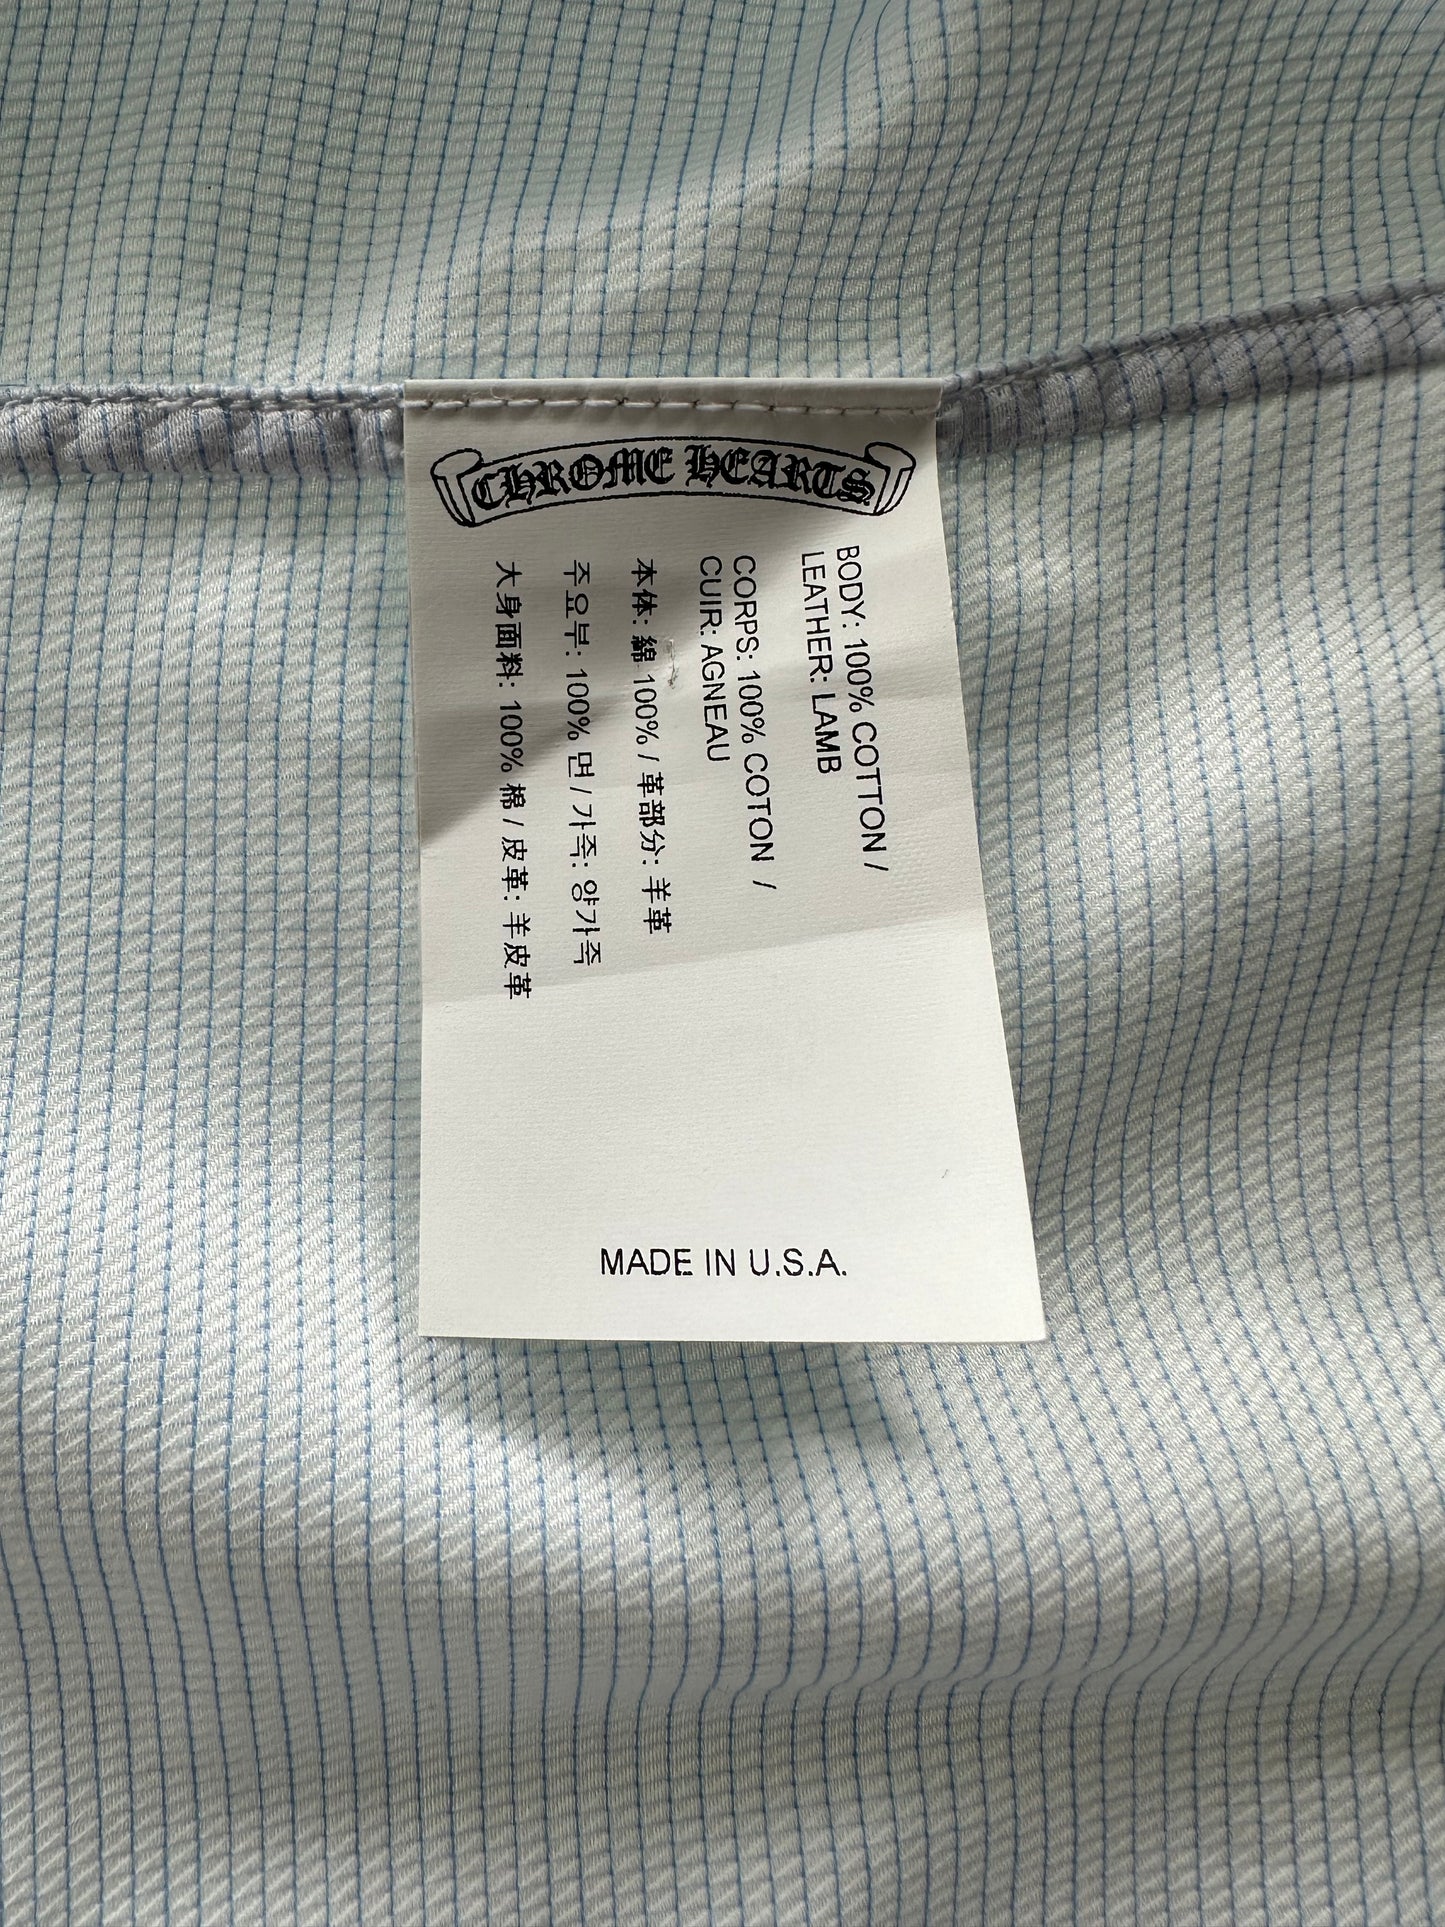 CHROME HEARTS
BODY: 100% COTTON /
LEATHER: LAMB
CORPS: 100% COTON /
CUIR: AGNEAU
本体: 綿 100% / 革部分: 羊革
주요부: 100% 면 / 가죽: 양가죽
大身面料: 100% 棉 / 皮革: 羊皮革
MADE IN U.S.A.